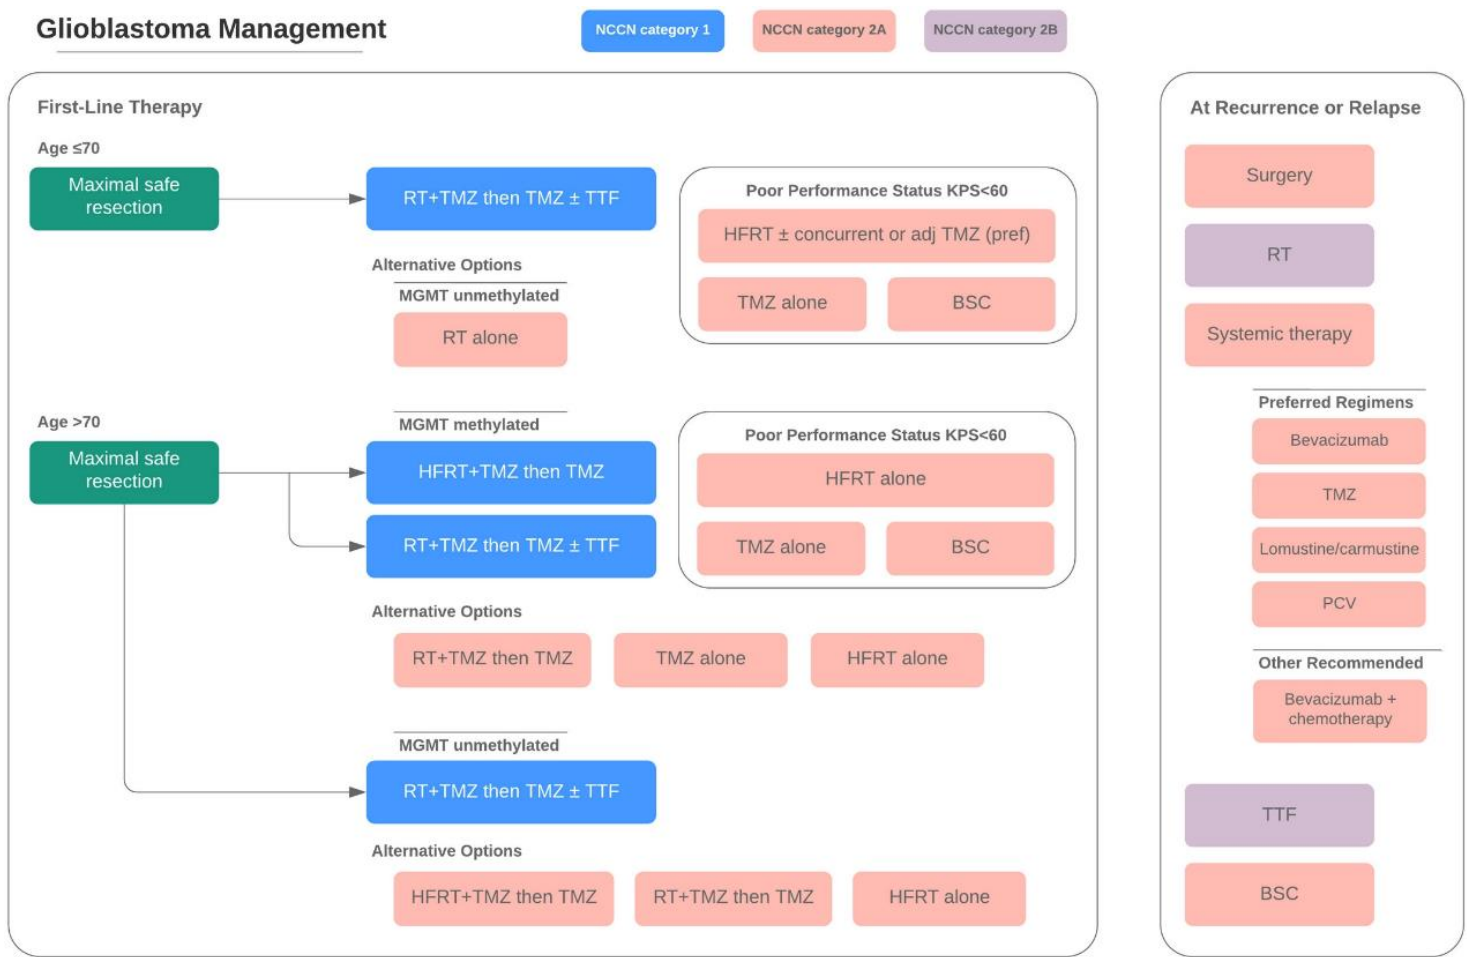 Glioblastoma Management
NCCN category 1
NCCN category 2A
NCCN category 2B
First-Line Therapy
Age ≤70
Maximal safe
resection
RT+TMZ then TMZ ± TTF
Alternative Options
MGMT unmethylated
RT alone
Poor Performance Status KPS<60
HFRT ± concurrent or adj TMZ (pref)
TMZ alone
BSC
Age >70
Maximal safe
resection
MGMT methylated
HFRT+TMZ then TMZ
RT+TMZ then TMZ ± TTF
Poor Performance Status KPS<60
HFRT alone
TMZ alone
BSC
Alternative Options
RT+TMZ then TMZ
TMZ alone
HFRT alone
MGMT unmethylated
RT+TMZ then TMZ ± TTF
Alternative Options
HFRT+TMZ then TMZ
RT+TMZ then TMZ
HFRT alone
At Recurrence or Relapse
Surgery
RT
Systemic therapy
Preferred Regimens
Bevacizumab
TMZ
Lomustine/carmustine
PCV
Other Recommended
Bevacizumab +
chemotherapy
TTF
BSC